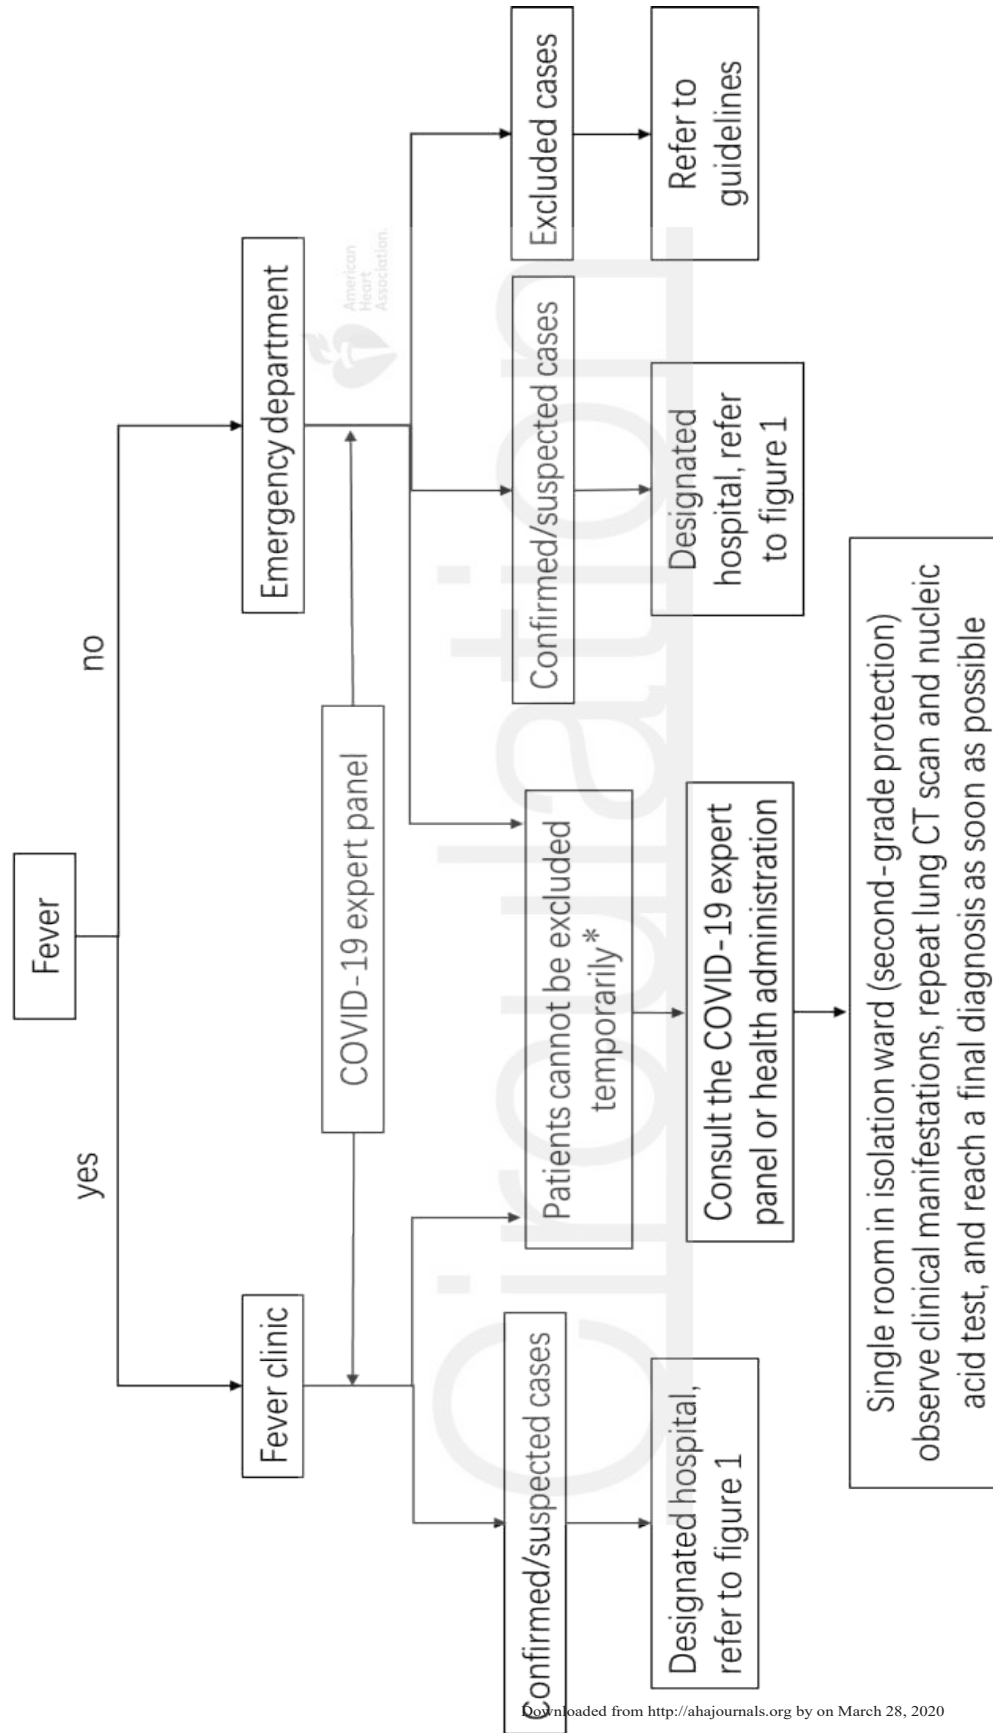 Fever
yes
no
Fever clinic
Emergency department
COVID-19 expert panel
American
Heart
Association.
Confirmed/suspected cases
Patients cannot be excluded
temporarily*
Confirmed/suspected cases
Excluded cases
Designated hospital,
refer to figure 1
Consult the COVID-19 expert
panel or health administration
Designated
hospital, refer
to figure 1
Refer to
guidelines
Single room in isolation ward (second-grade protection)
observe clinical manifestations, repeat lung CT scan and nucleic
acid test, and reach a final diagnosis as soon as possible
Circulation
Downloaded from http://ahajournals.org by on March 28, 2020